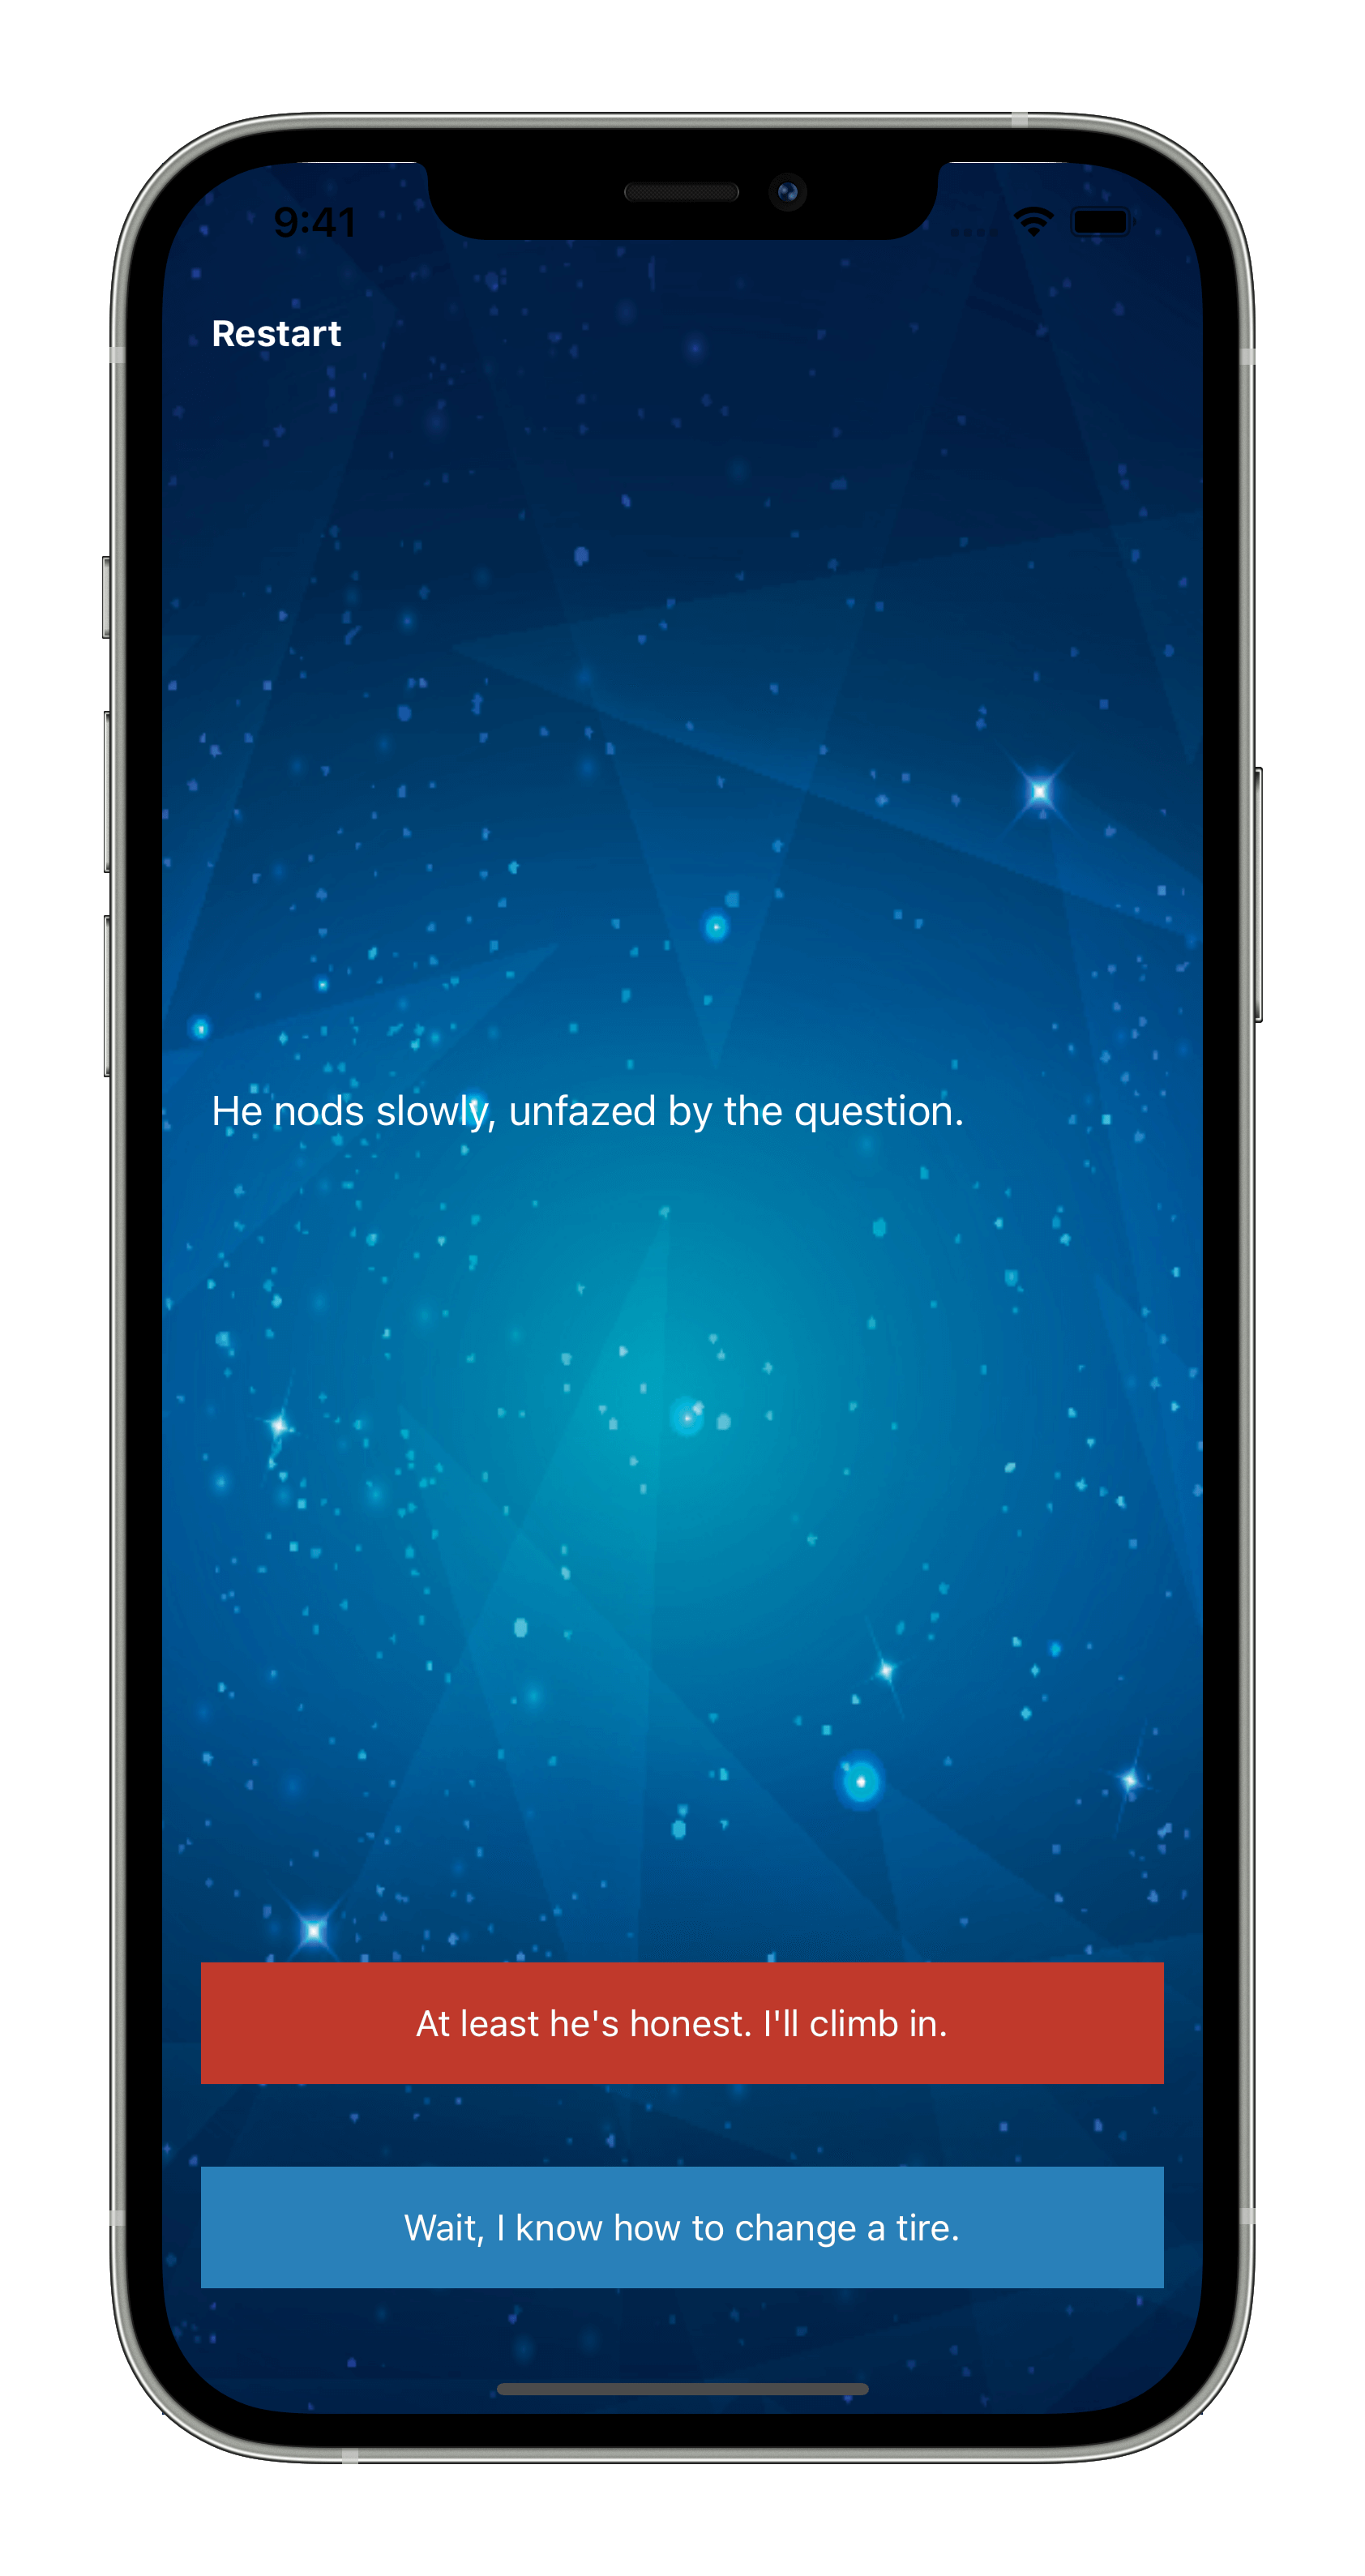 9:41
Restart
He nods slowly, unfazed by the question.
At least he's honest. I'll climb in.
Wait, I know how to change a tire.